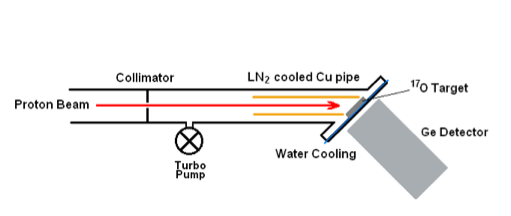 Collimator
LN₂ cooled Cu pipe
¹⁷O Target
Proton Beam
Ge Detector
Water Cooling
Turbo
Pump